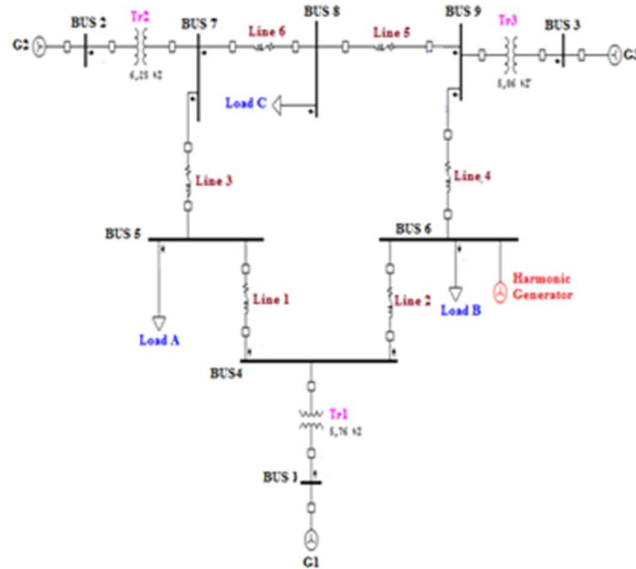 Tr2
BUS 2
BUS 7
BUS 8
BUS 9
Tr3
BUS 3
G2
Line 6
Line 5
Load C
Line 3
Line 4
BUS 5
BUS 6
Harmonic
Generator
Line 1
Line 2
Load B
Load A
BUS4
Tr1
BUS 1
G1